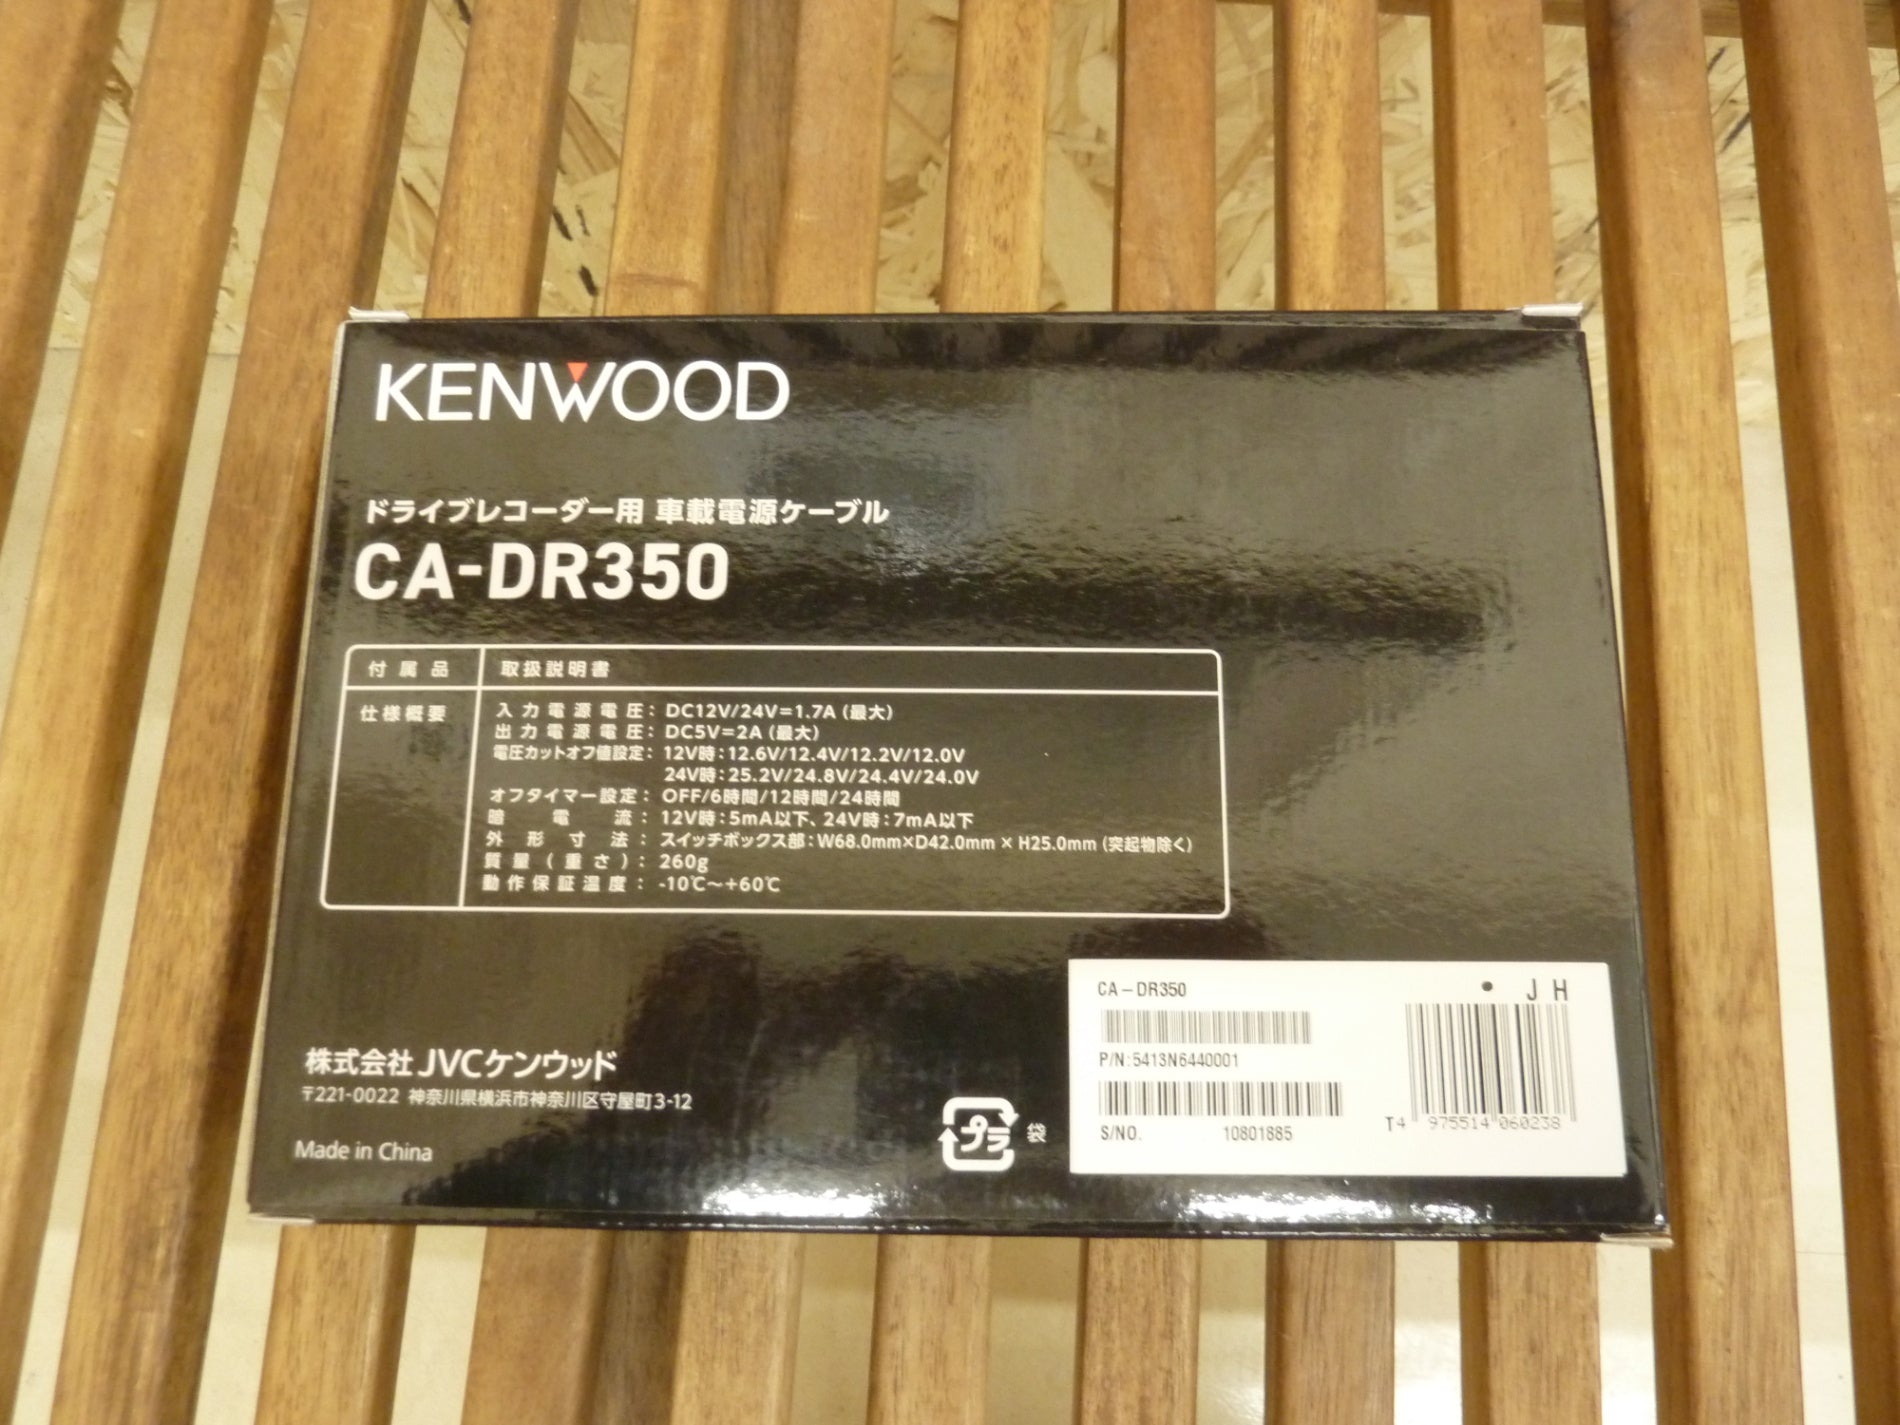 KENWOOD
ドライブレコーダー用 車載電源ケーブル
CA-DR350
付属品 取扱説明書
仕様概要 入力電源電圧：DC12V/24V=1.7A（最大）
出力電源電圧：DC5V=2A（最大）
電圧カットオフ値設定：12V時：12.6V/12.4V/12.2V/12.0V
24V時：25.2V/24.8V/24.4V/24.0V
オフタイマー設定：OFF/6時間/12時間/24時間
暗電流：12V時：5mA以下、24V時：7mA以下
外形寸法：スイッチボックス部：W68.0mm×D42.0mm × H25.0mm（突起物除く）
質量（重さ）：260g
動作保証温度：-10℃～+60℃
株式会社 JVCケンウッド
〒221-0022 神奈川県横浜市神奈川区守屋町3-12
Made in China
プラ 袋
CA-DR350
P/N:5413N6440001
S/NO. 10801885
J H
T4 975514 060238